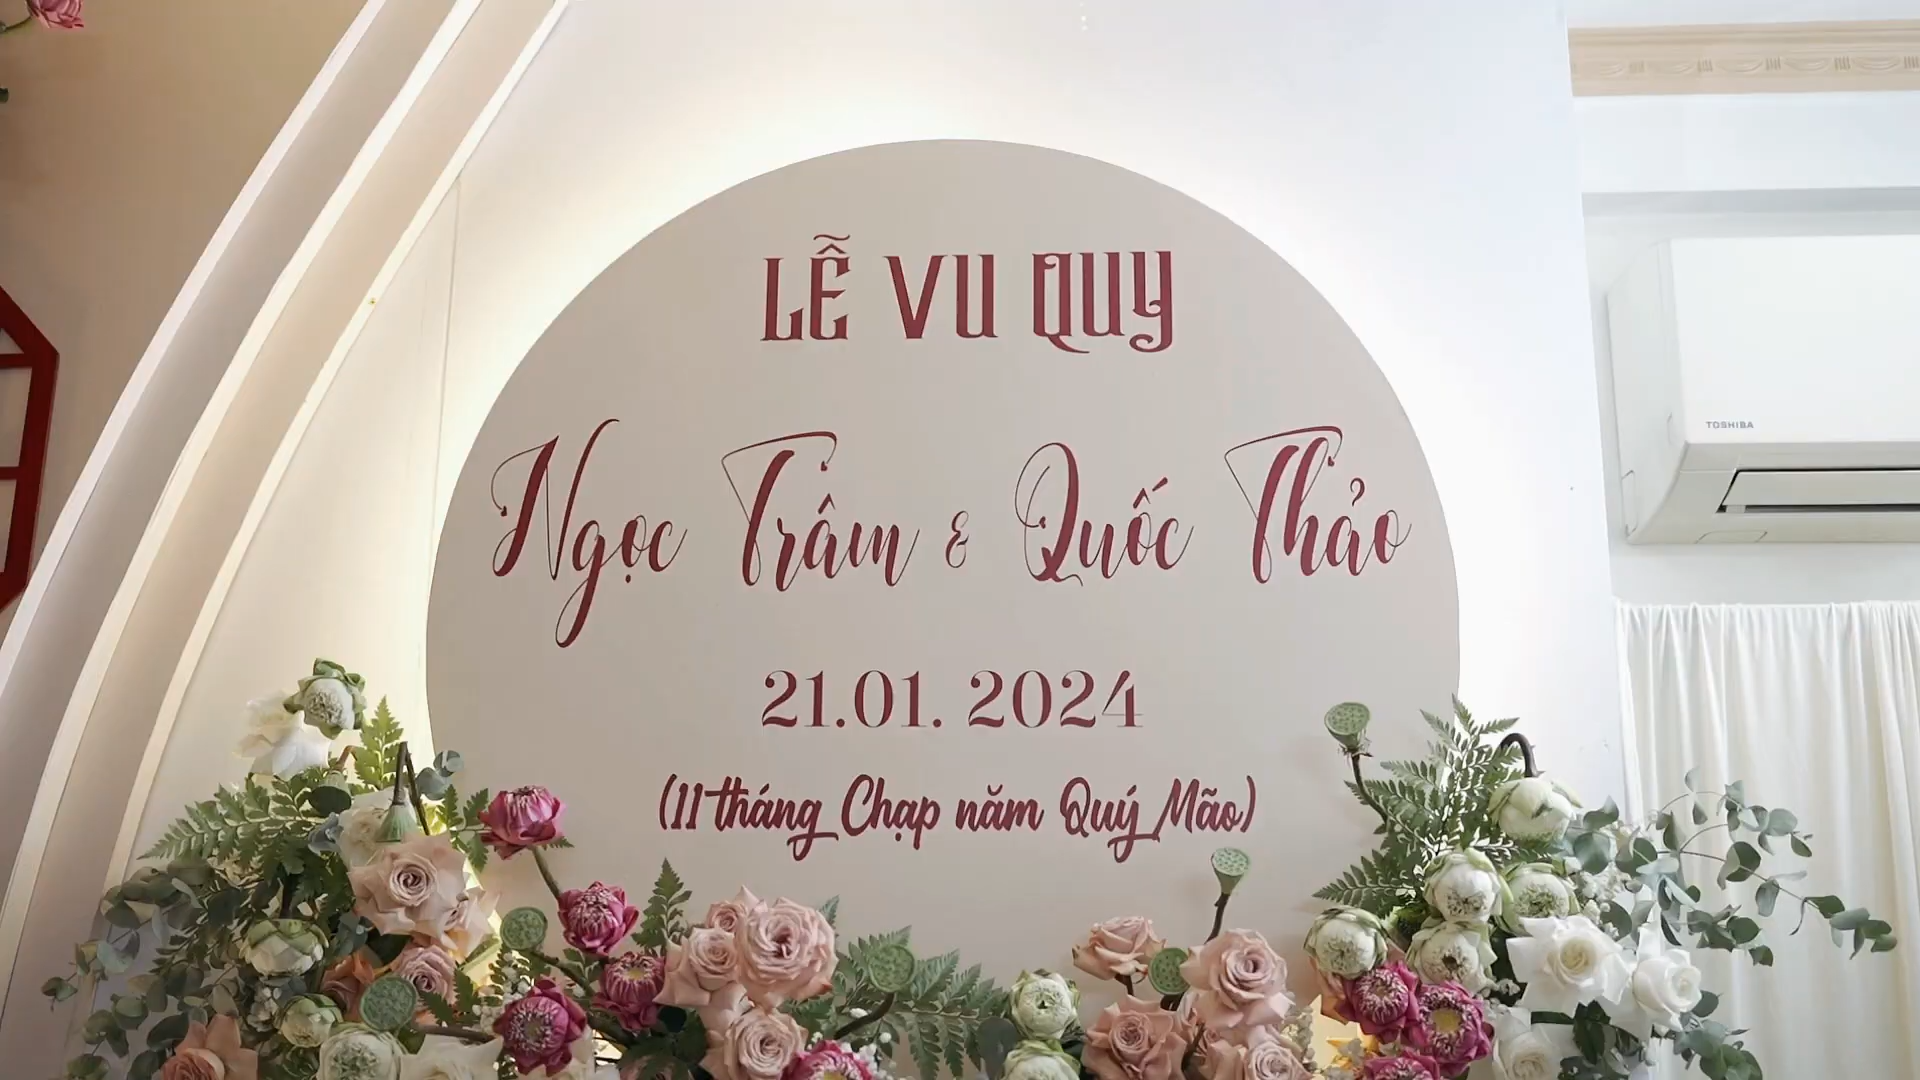 LỄ VU QUY
Ngọc Trâm & Quốc Thảo
21.01. 2024
(11 tháng Chạp năm Quý Mão)
TOSHIBA